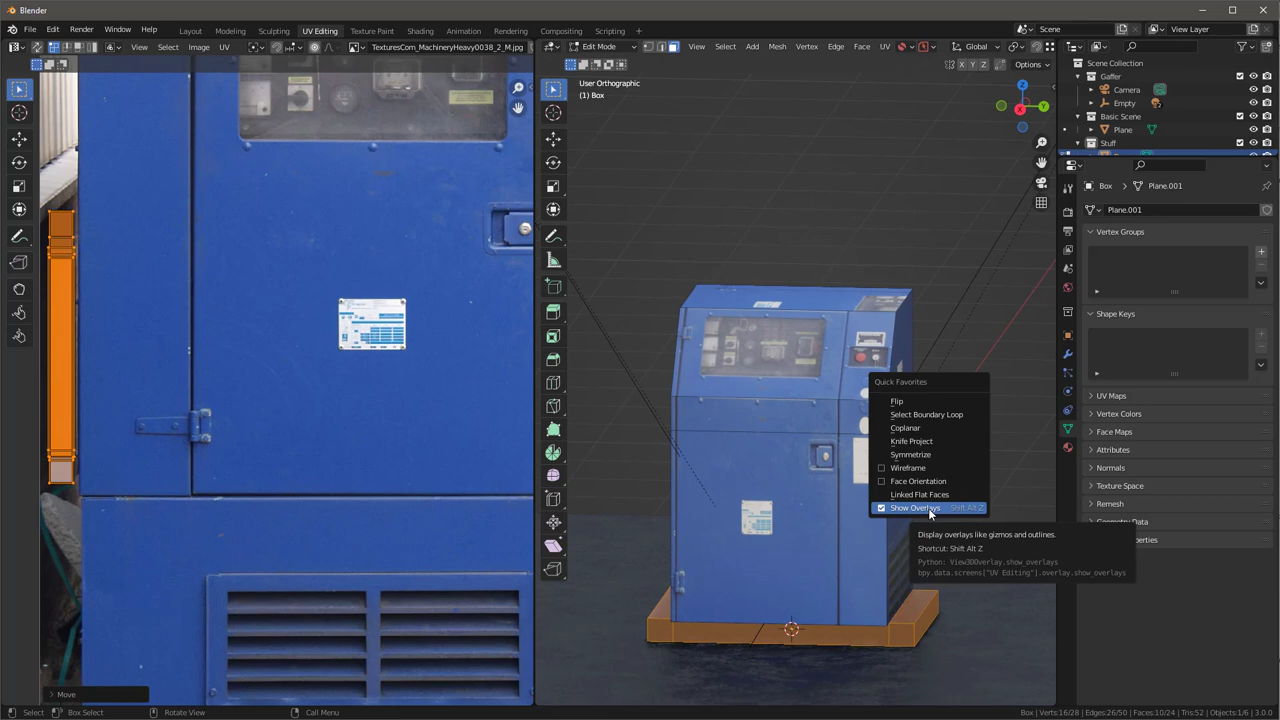 Blender
File Edit Render Window Help
Layout Modeling Sculpting UV Editing Texture Paint Shading Animation Rendering Compositing Scripting
Scene
View Layer
View Select Image UV
TexturesCom_MachineryHeavy0038_2_M.jpg
Edit Mode
View Select Add Mesh Vertex Edge Face UV
Global
X Y Z
Options
User Orthographic
(1) Box
Z
Y
X
Scene Collection
Gaffer
Camera
Empty
Basic Scene
Plane
Stuff
Box > Plane.001
Plane.001
Vertex Groups
Shape Keys
UV Maps
Vertex Colors
Face Maps
Attributes
Normals
Texture Space
Remesh
Geometry Data
Quick Favorites
Flip
Select Boundary Loop
Coplanar
Knife Project
Symmetrize
Wireframe
Face Orientation
Linked Flat Faces
Show Overlays Shift Alt Z
Display overlays like gizmos and outlines.
Shortcut: Shift Alt Z
Python: View3DOverlay.show_overlays
bpy.data.screens["UV Editing"].overlay.show_overlays
> Move
Select Box Select Rotate View Call Menu
Box | Verts:16/28 | Edges:26/50 | Faces:10/24 | Tris:52 | Objects:1/6 | 3.0.0